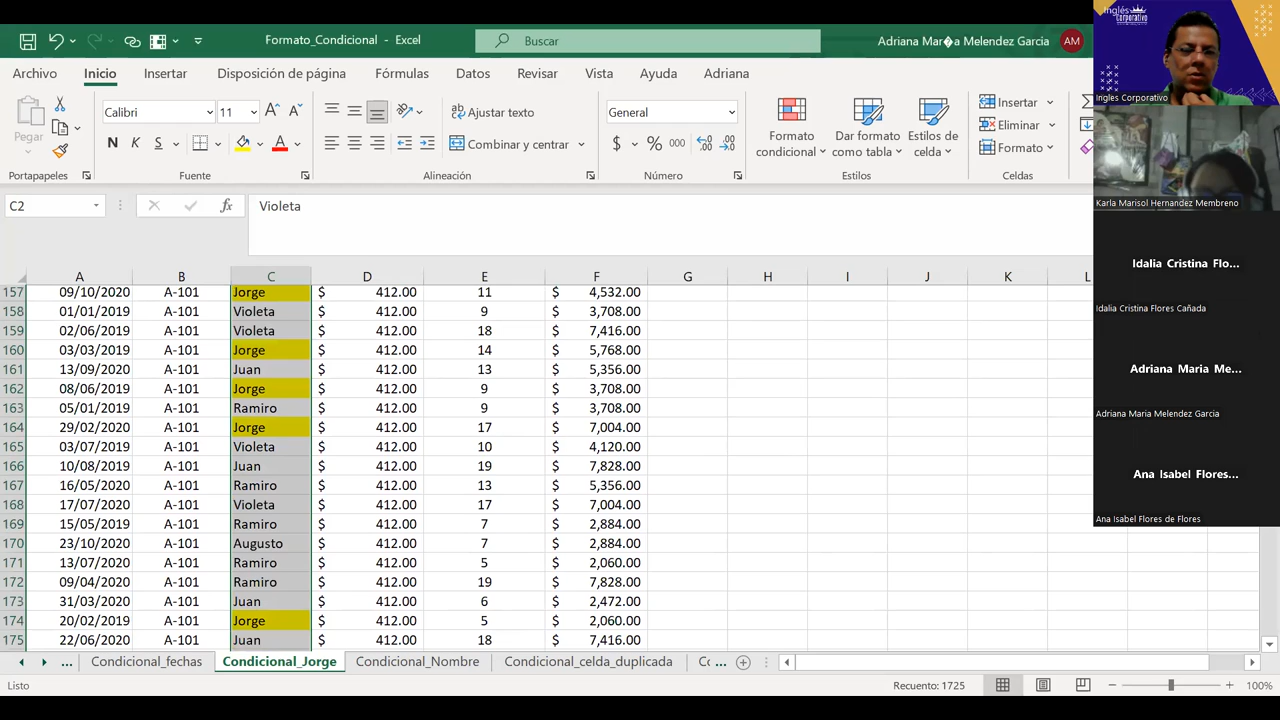 Formato_Condicional - Excel
Buscar
Adriana Mar�a Melendez Garcia
AM
Archivo Inicio Insertar Disposición de página Fórmulas Datos Revisar Vista Ayuda Adriana
Pegar
Calibri 11
N K S
Ajustar texto
Combinar y centrar
General
$ % 000
Formato condicional
Dar formato como tabla
Estilos de celda
Insertar
Eliminar
Formato
Portapapeles Fuente Alineación Número Estilos Celdas
C2 fx Violeta
A B C D E F G H I J K L
157 09/10/2020 A-101 Jorge $ 412.00 11 $ 4,532.00
158 01/01/2019 A-101 Violeta $ 412.00 9 $ 3,708.00
159 02/06/2019 A-101 Violeta $ 412.00 18 $ 7,416.00
160 03/03/2019 A-101 Jorge $ 412.00 14 $ 5,768.00
161 13/09/2020 A-101 Juan $ 412.00 13 $ 5,356.00
162 08/06/2019 A-101 Jorge $ 412.00 9 $ 3,708.00
163 05/01/2019 A-101 Ramiro $ 412.00 9 $ 3,708.00
164 29/02/2020 A-101 Jorge $ 412.00 17 $ 7,004.00
165 03/07/2019 A-101 Violeta $ 412.00 10 $ 4,120.00
166 10/08/2019 A-101 Juan $ 412.00 19 $ 7,828.00
167 16/05/2020 A-101 Ramiro $ 412.00 13 $ 5,356.00
168 17/07/2020 A-101 Violeta $ 412.00 17 $ 7,004.00
169 15/05/2019 A-101 Ramiro $ 412.00 7 $ 2,884.00
170 23/10/2020 A-101 Augusto $ 412.00 7 $ 2,884.00
171 13/07/2020 A-101 Ramiro $ 412.00 5 $ 2,060.00
172 09/04/2020 A-101 Ramiro $ 412.00 19 $ 7,828.00
173 31/03/2020 A-101 Juan $ 412.00 6 $ 2,472.00
174 20/02/2019 A-101 Jorge $ 412.00 5 $ 2,060.00
175 22/06/2020 A-101 Juan $ 412.00 18 $ 7,416.00
... Condicional_fechas Condicional_Jorge Condicional_Nombre Condicional_celda_duplicada Cc ...
Listo
Recuento: 1725
100%
Inglés Corporativo
Ingles Corporativo
Karla Marisol Hernandez Membreno
Idalia Cristina Flo...
Idalia Cristina Flores Cañada
Adriana Maria Me...
Adriana Maria Melendez Garcia
Ana Isabel Flores...
Ana Isabel Flores de Flores